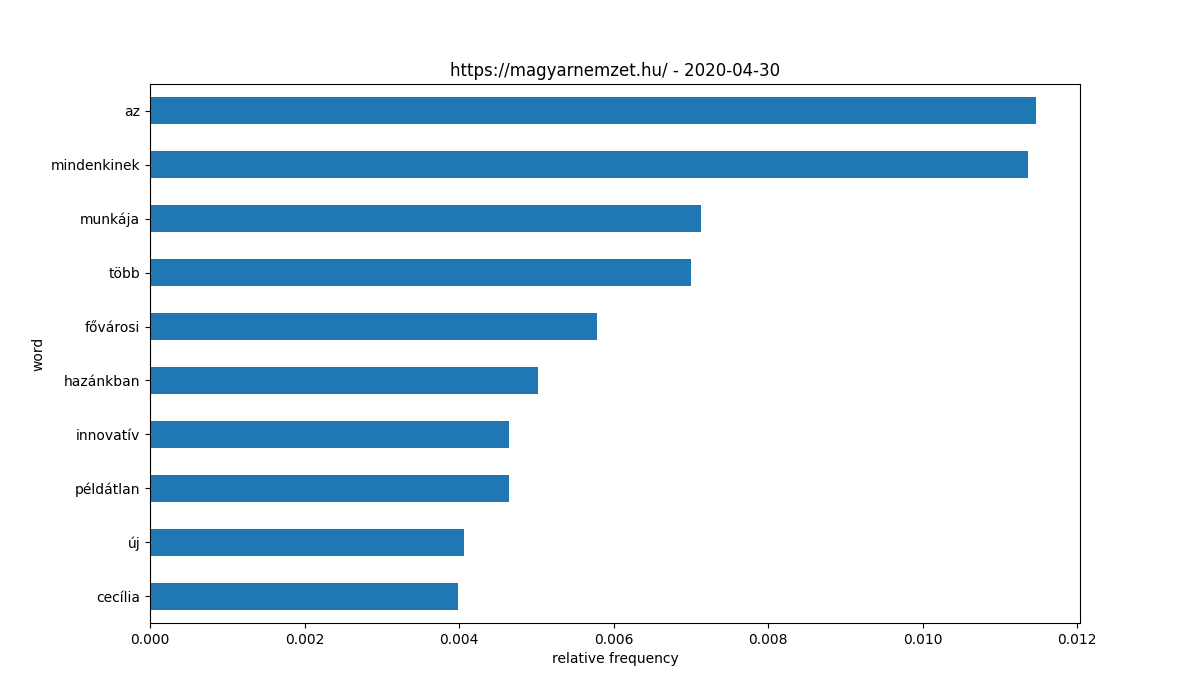 https://magyarnemzet.hu/ - 2020-04-30
az
mindenkinek
munkája
több
fővárosi
hazánkban
innovatív
példátlan
új
cecília
word
0.000 0.002 0.004 0.006 0.008 0.010 0.012
relative frequency